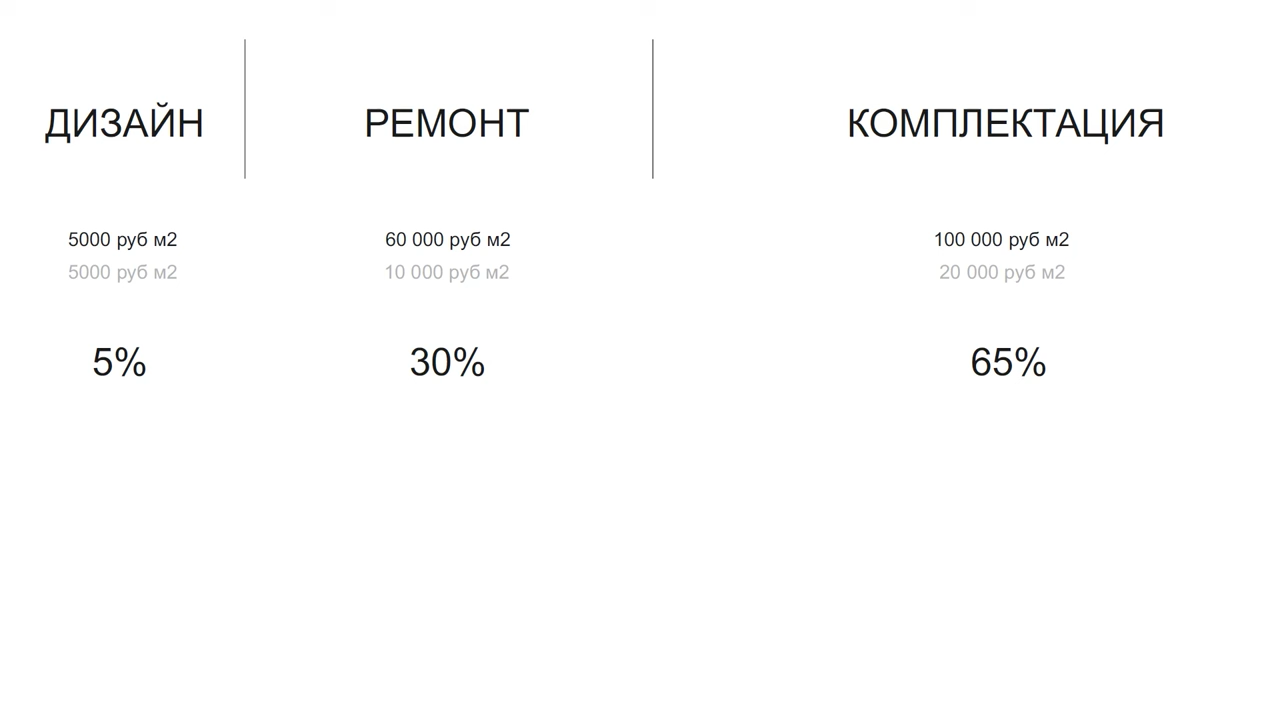 ДИЗАЙН
РЕМОНТ
КОМПЛЕКТАЦИЯ
5000 руб м2
60 000 руб м2
100 000 руб м2
5000 руб м2
10 000 руб м2
20 000 руб м2
5%
30%
65%